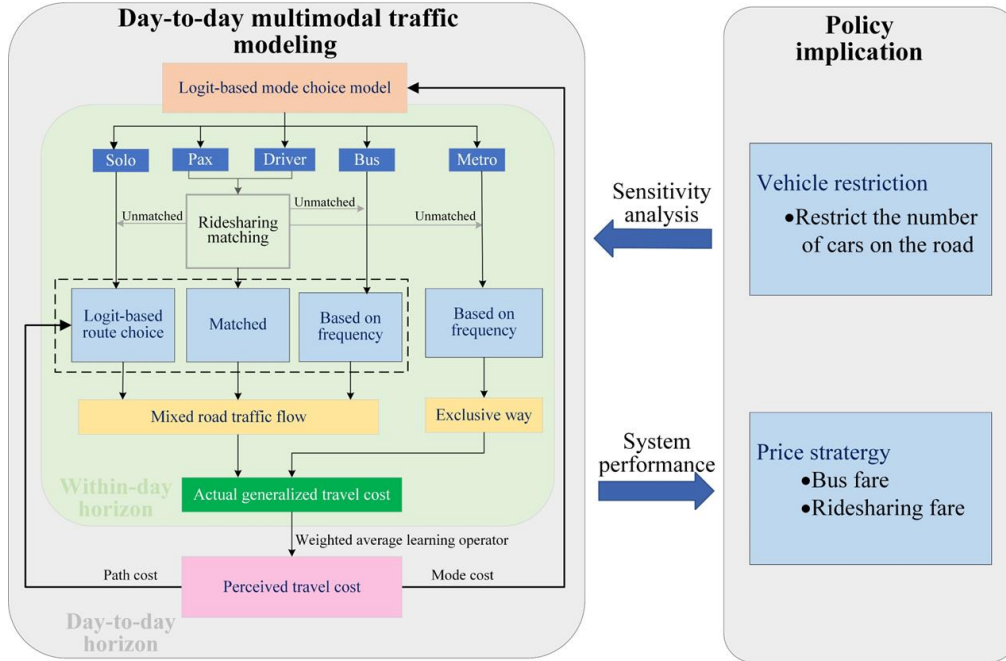 Day-to-day multimodal traffic
modeling
Logit-based mode choice model
Solo
Pax
Driver
Bus
Metro
Unmatched
Ridesharing
matching
Unmatched
Unmatched
Logit-based
route choice
Matched
Based on
frequency
Based on
frequency
Mixed road traffic flow
Exclusive way
Within-day
horizon
Actual generalized travel cost
Weighted average learning operator
Path cost
Perceived travel cost
Mode cost
Day-to-day
horizon
Sensitivity
analysis
System
performance
Policy
implication
Vehicle restriction
•Restrict the number
of cars on the road
Price stratergy
•Bus fare
•Ridesharing fare